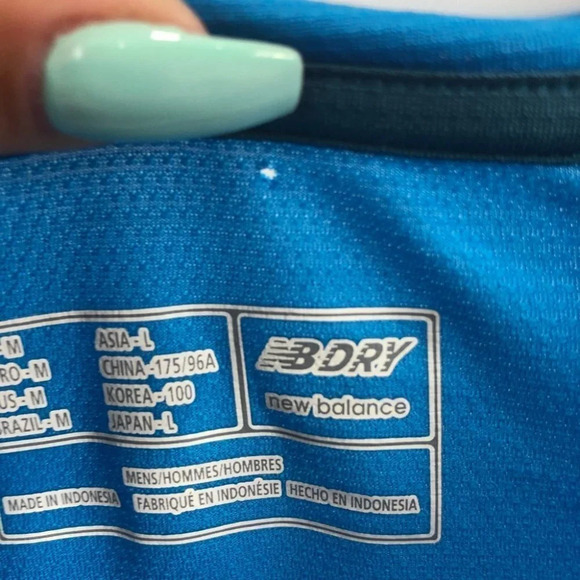 -M ASIA-L
RO-M CHINA-175/96A
US-M KOREA-100
BRAZIL-M JAPAN-L
NB DRY
new balance
MENS/HOMMES/HOMBRES
MADE IN INDONESIA FABRIQUÉ EN INDONÉSIE HECHO EN INDONESIA